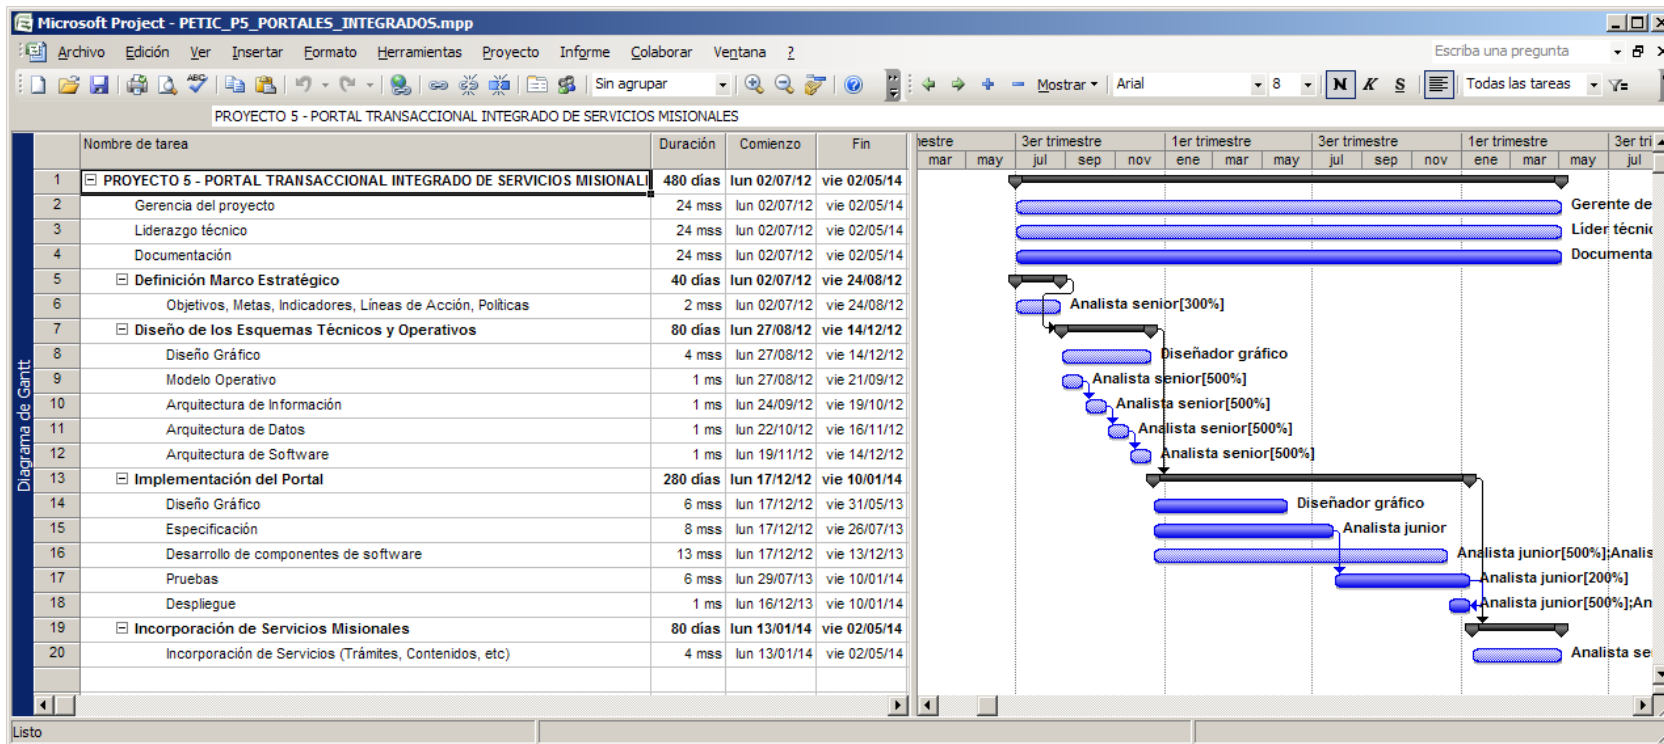 Microsoft Project - PETIC_P5_PORTALES_INTEGRADOS.mpp
Archivo Edición Ver Insertar Formato Herramientas Proyecto Informe Colaborar Ventana ? Escriba una pregunta
Sin agrupar Mostrar Arial 8 N K S Todas las tareas
PROYECTO 5 - PORTAL TRANSACCIONAL INTEGRADO DE SERVICIOS MISIONALES
Nombre de tarea Duración Comienzo Fin estre 3er trimestre 1er trimestre 3er trimestre 1er trimestre 3er tri
mar may jul sep nov ene mar may jul sep nov ene mar may jul
1 PROYECTO 5 - PORTAL TRANSACCIONAL INTEGRADO DE SERVICIOS MISIONALI 480 días lun 02/07/12 vie 02/05/14
2 Gerencia del proyecto 24 mss lun 02/07/12 vie 02/05/14 Gerente de
3 Liderazgo técnico 24 mss lun 02/07/12 vie 02/05/14 Lider técnic
4 Documentación 24 mss lun 02/07/12 vie 02/05/14 Documenta
5 Definición Marco Estratégico 40 días lun 02/07/12 vie 24/08/12
6 Objetivos, Metas, Indicadores, Líneas de Acción, Políticas 2 mss lun 02/07/12 vie 24/08/12 Analista senior[300%]
7 Diseño de los Esquemas Técnicos y Operativos 80 días lun 27/08/12 vie 14/12/12
8 Diseño Gráfico 4 mss lun 27/08/12 vie 14/12/12 Diseñador gráfico
9 Modelo Operativo 1 ms lun 27/08/12 vie 21/09/12 Analista senior[500%]
10 Arquitectura de Información 1 ms lun 24/09/12 vie 19/10/12 Analista senior[500%]
11 Arquitectura de Datos 1 ms lun 22/10/12 vie 16/11/12 Analista senior[500%]
12 Arquitectura de Software 1 ms lun 19/11/12 vie 14/12/12 Analista senior[500%]
13 Implementación del Portal 280 días lun 17/12/12 vie 10/01/14
14 Diseño Gráfico 6 mss lun 17/12/12 vie 31/05/13 Diseñador gráfico
15 Especificación 8 mss lun 17/12/12 vie 26/07/13 Analista junior
16 Desarrollo de componentes de software 13 mss lun 17/12/12 vie 13/12/13 Analista junior[500%];Analis
17 Pruebas 6 mss lun 29/07/13 vie 10/01/14 Analista junior[200%]
18 Despliegue 1 ms lun 16/12/13 vie 10/01/14 Analista junior[500%];An
19 Incorporación de Servicios Misionales 80 días lun 13/01/14 vie 02/05/14
20 Incorporación de Servicios (Trámites, Contenidos, etc) 4 mss lun 13/01/14 vie 02/05/14 Analista se
Diagrama de Gantt
Listo